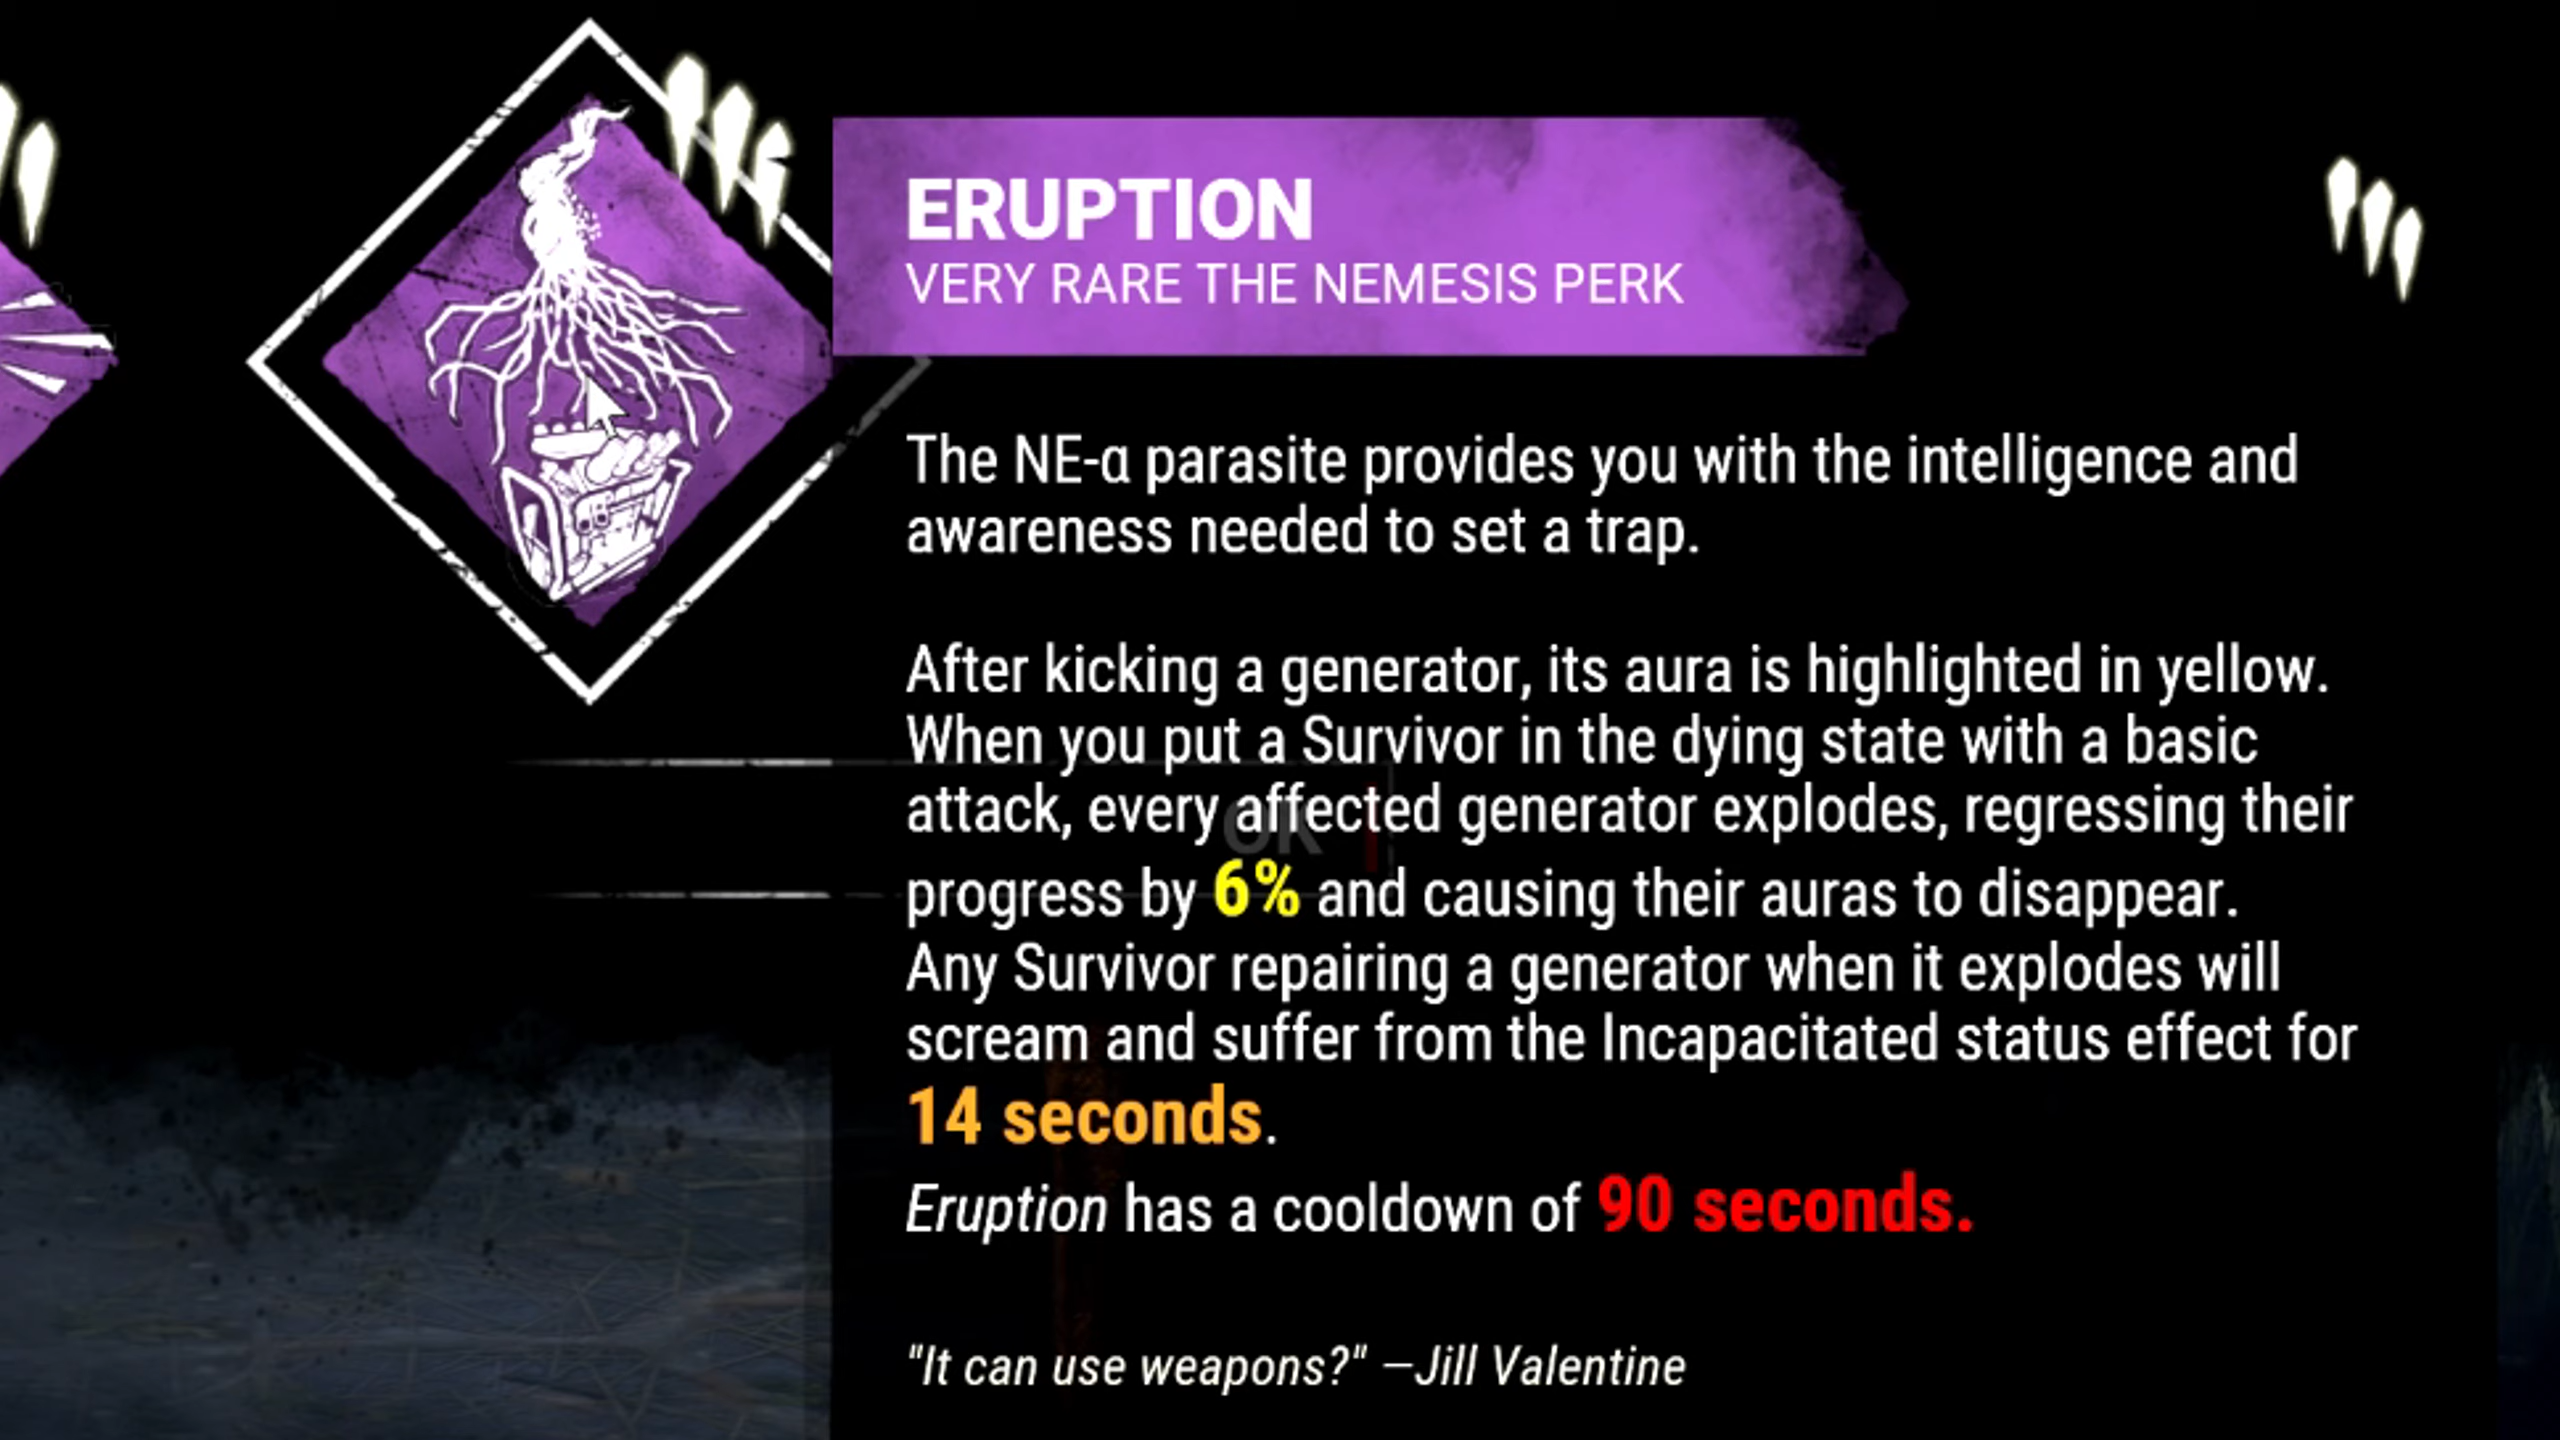 ERUPTION
VERY RARE THE NEMESIS PERK
The NE-α parasite provides you with the intelligence and
awareness needed to set a trap.
After kicking a generator, its aura is highlighted in yellow.
When you put a Survivor in the dying state with a basic
attack, every affected generator explodes, regressing their
progress by 6% and causing their auras to disappear.
Any Survivor repairing a generator when it explodes will
scream and suffer from the Incapacitated status effect for
14 seconds.
Eruption has a cooldown of 90 seconds.
"It can use weapons?" —Jill Valentine
OK